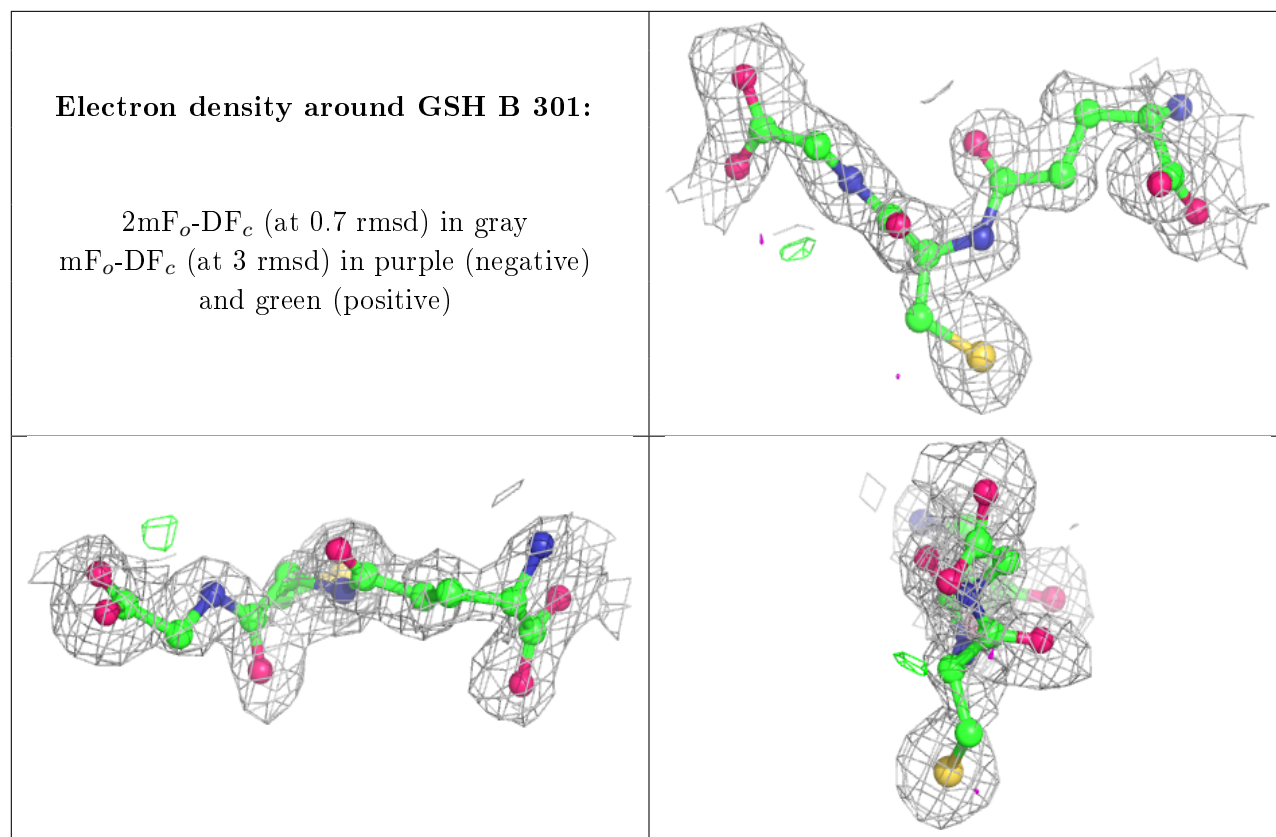 Electron density around GSH B 301:
2mFₒ-DF𝑐 (at 0.7 rmsd) in gray
mFₒ-DF𝑐 (at 3 rmsd) in purple (negative)
and green (positive)